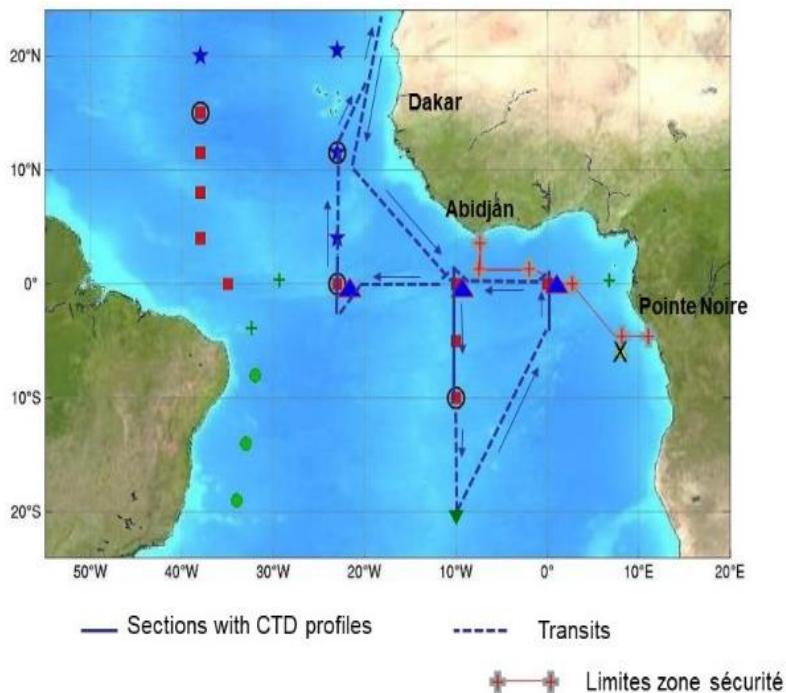 20°N
Dakar
10°N
Abidjan
0°
Pointe Noire
X
10°S
20°S
50°W 40°W 30°W 20°W 10°W 0° 10°E 20°E
Sections with CTD profiles
Transits
Limites zone sécurité